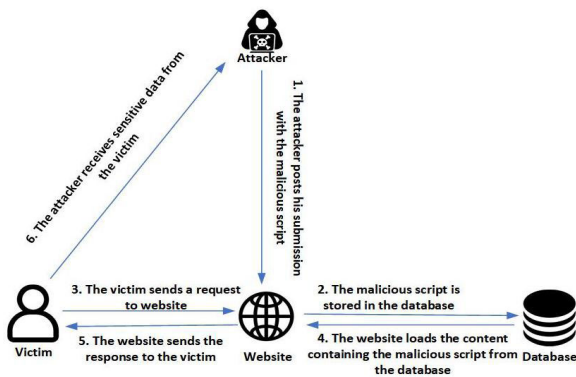 Attacker
1. The attacker posts his submission
with the malicious script
6. The attacker receives sensitive data from
the victim
3. The victim sends a request
to website
2. The malicious script is
stored in the database
5. The website sends the
response to the victim
4. The website loads the content
containing the malicious script from
the database
Victim
Website
Database